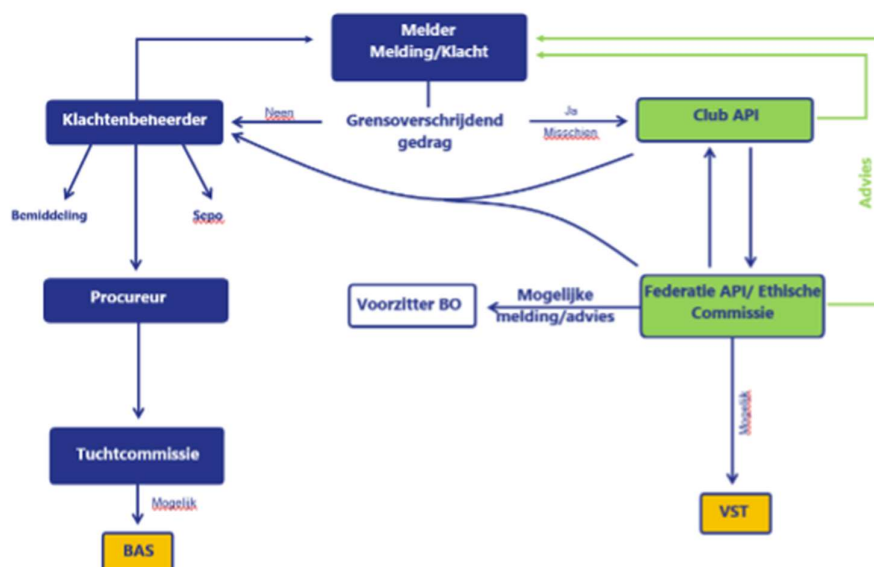 Melder
Melding/Klacht
Klachtenbeheerder
Neen
Grensoverschrijdend
gedrag
Ja
Misschien
Club API
Advies
Bemiddeling
Sepo
Procureur
Voorzitter BO
Mogelijke
melding/advies
Federatie API/ Ethische
Commissie
Mogelijk
Tuchtcommissie
Mogelijk
VST
BAS